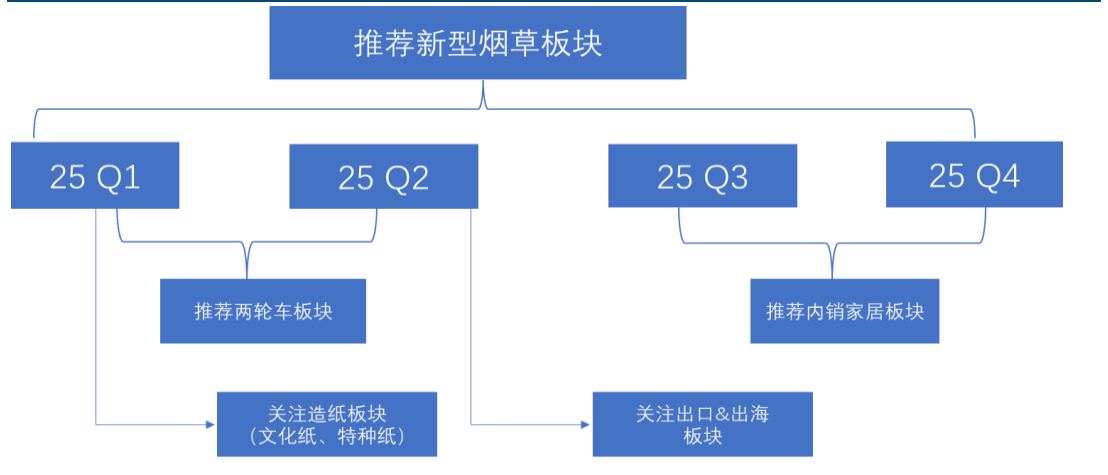 推荐新型烟草板块
25 Q1
25 Q2
25 Q3
25 Q4
推荐两轮车板块
推荐内销家居板块
关注造纸板块
（文化纸、特种纸）
关注出口&出海
板块